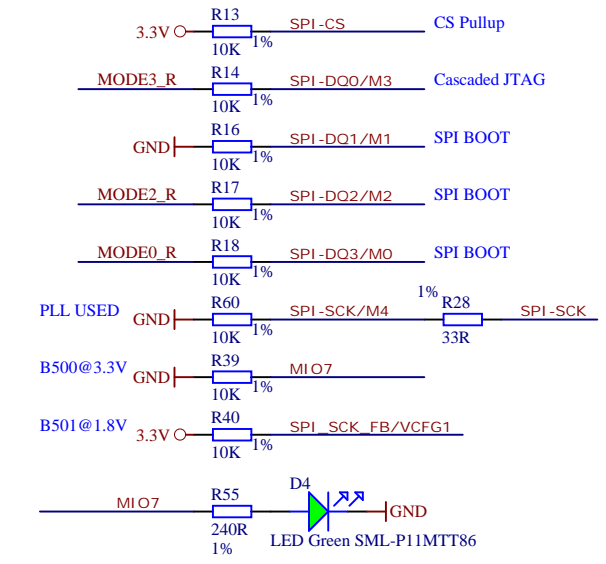 R13
3.3V SPI-CS CS Pullup
10K 1%
R14
MODE3_R SPI-DQ0/M3 Cascaded JTAG
10K 1%
R16
GND SPI-DQ1/M1 SPI BOOT
10K 1%
R17
MODE2_R SPI-DQ2/M2 SPI BOOT
10K 1%
R18
MODE0_R SPI-DQ3/M0 SPI BOOT
10K 1%
R60 1% R28
PLL USED GND SPI-SCK/M4 SPI-SCK
10K 1% 33R
R39
B500@3.3V GND MIO7
10K 1%
R40
B501@1.8V 3.3V SPI_SCK_FB/VCFG1
10K 1%
R55 D4
MIO7 GND
240R
1%
LED Green SML-P11MTT86